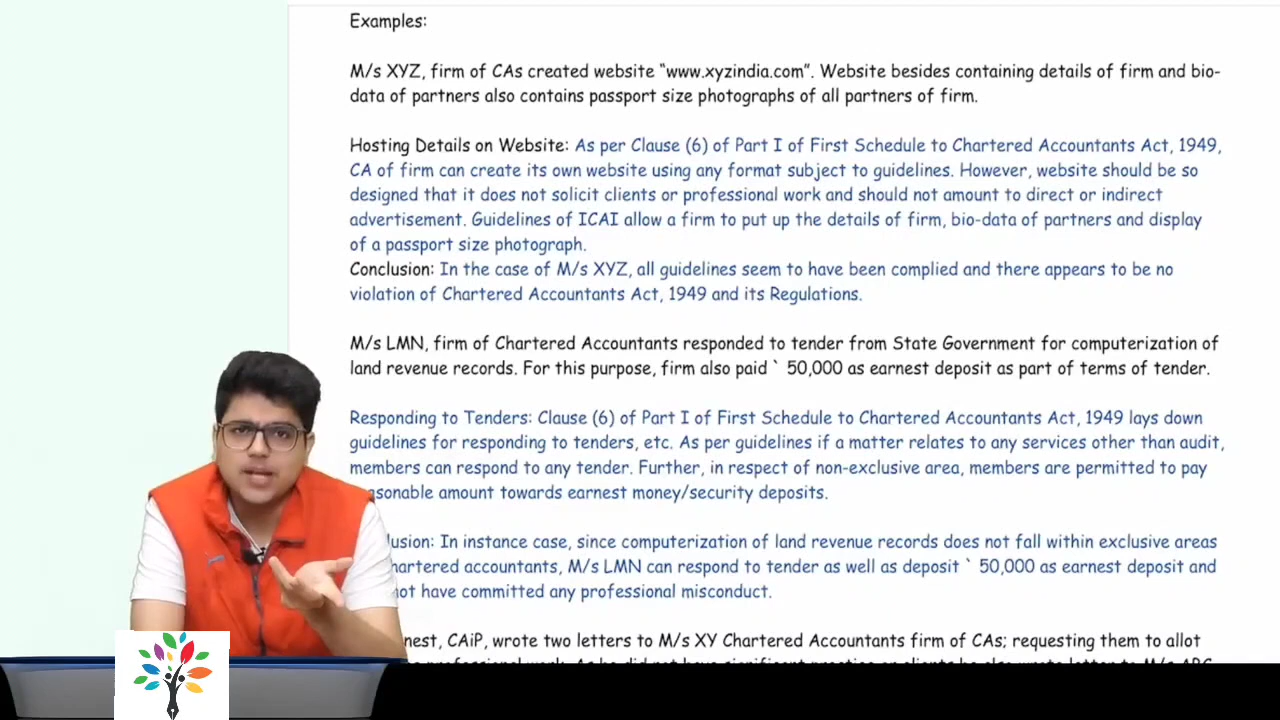 Examples:
M/s XYZ, firm of CAs created website “www.xyzindia.com”. Website besides containing details of firm and bio-
data of partners also contains passport size photographs of all partners of firm.
Hosting Details on Website: As per Clause (6) of Part I of First Schedule to Chartered Accountants Act, 1949,
CA of firm can create its own website using any format subject to guidelines. However, website should be so
designed that it does not solicit clients or professional work and should not amount to direct or indirect
advertisement. Guidelines of ICAI allow a firm to put up the details of firm, bio-data of partners and display
of a passport size photograph.
Conclusion: In the case of M/s XYZ, all guidelines seem to have been complied and there appears to be no
violation of Chartered Accountants Act, 1949 and its Regulations.
M/s LMN, firm of Chartered Accountants responded to tender from State Government for computerization of
land revenue records. For this purpose, firm also paid ` 50,000 as earnest deposit as part of terms of tender.
Responding to Tenders: Clause (6) of Part I of First Schedule to Chartered Accountants Act, 1949 lays down
guidelines for responding to tenders, etc. As per guidelines if a matter relates to any services other than audit,
members can respond to any tender. Further, in respect of non-exclusive area, members are permitted to pay
asonable amount towards earnest money/security deposits.
lusion: In instance case, since computerization of land revenue records does not fall within exclusive areas
hartered accountants, M/s LMN can respond to tender as well as deposit ` 50,000 as earnest deposit and
not have committed any professional misconduct.
nest, CAiP, wrote two letters to M/s XY Chartered Accountants firm of CAs; requesting them to allot